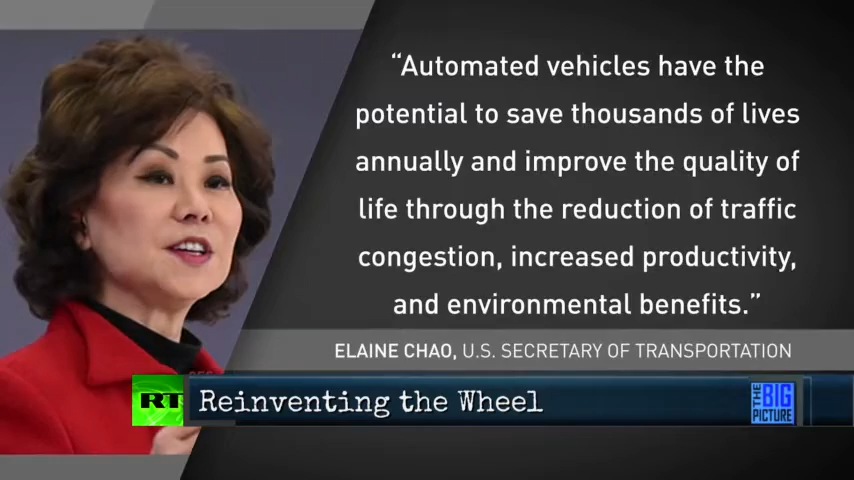 “Automated vehicles have the
potential to save thousands of lives
annually and improve the quality of
life through the reduction of traffic
congestion, increased productivity,
and environmental benefits.”
ELAINE CHAO, U.S. SECRETARY OF TRANSPORTATION
RT
Reinventing the Wheel
THE BIG PICTURE